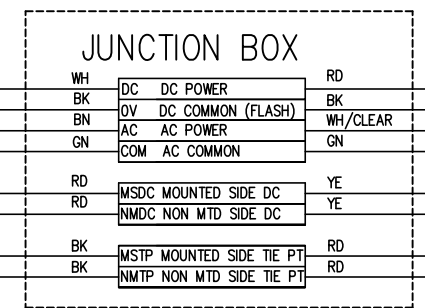 JUNCTION BOX
WH DC DC POWER RD
BK 0V DC COMMON (FLASH) BK
BN AC AC POWER WH/CLEAR
GN COM AC COMMON GN
RD MSDC MOUNTED SIDE DC YE
RD NMDC NON MTD SIDE DC YE
BK MSTP MOUNTED SIDE TIE PT RD
BK NMTP NON MTD SIDE TIE PT RD